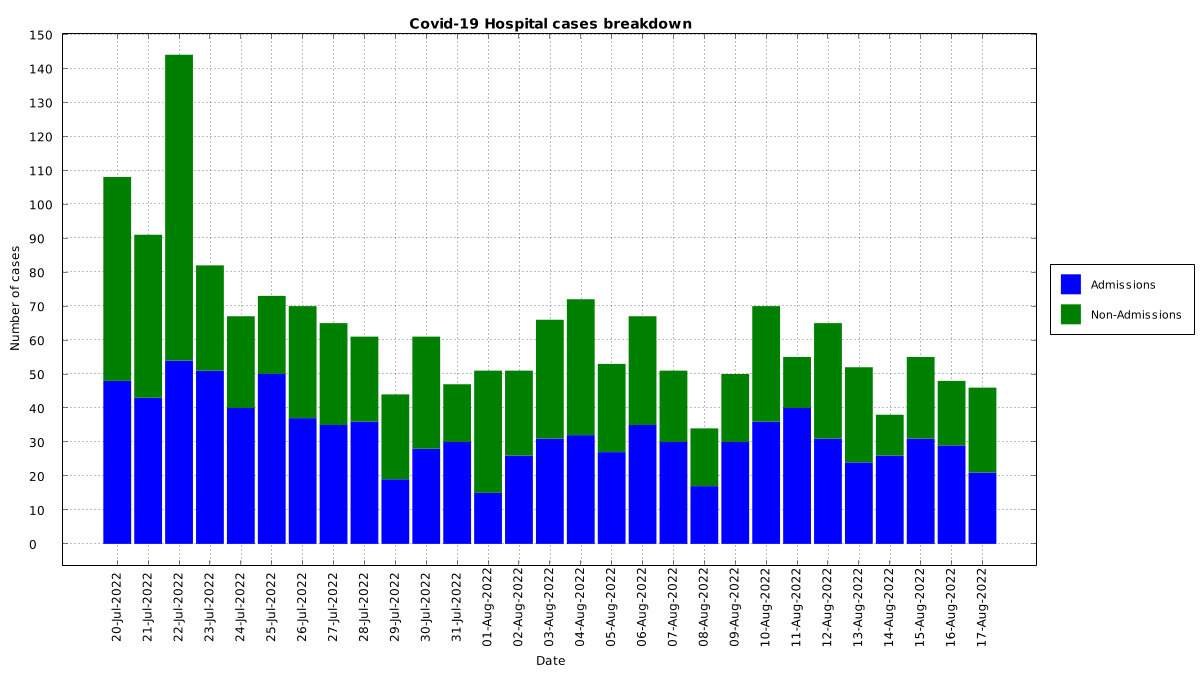 Covid-19 Hospital cases breakdown
150
140
130
120
110
100
90
80
70
60
50
40
30
20
10
0
Number of cases
20-Jul-2022
21-Jul-2022
22-Jul-2022
23-Jul-2022
24-Jul-2022
25-Jul-2022
26-Jul-2022
27-Jul-2022
28-Jul-2022
29-Jul-2022
30-Jul-2022
31-Jul-2022
01-Aug-2022
02-Aug-2022
03-Aug-2022
04-Aug-2022
05-Aug-2022
06-Aug-2022
07-Aug-2022
08-Aug-2022
09-Aug-2022
10-Aug-2022
11-Aug-2022
12-Aug-2022
13-Aug-2022
14-Aug-2022
15-Aug-2022
16-Aug-2022
17-Aug-2022
Date
Admissions
Non-Admissions